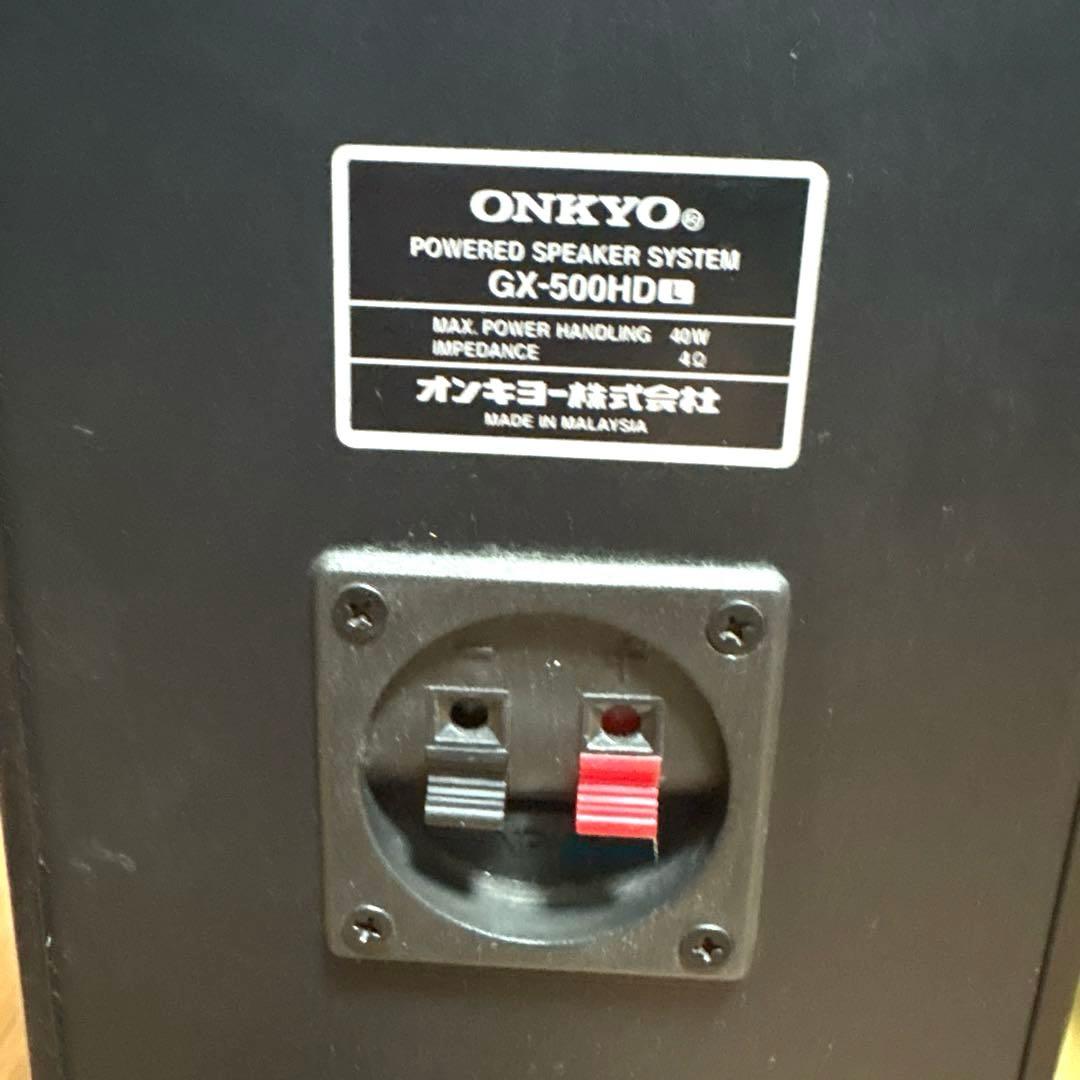 ONKYO®
POWERED SPEAKER SYSTEM
GX-500HD L
MAX. POWER HANDLING 40W
IMPEDANCE 4Ω
オンキヨー株式会社
MADE IN MALAYSIA
− +